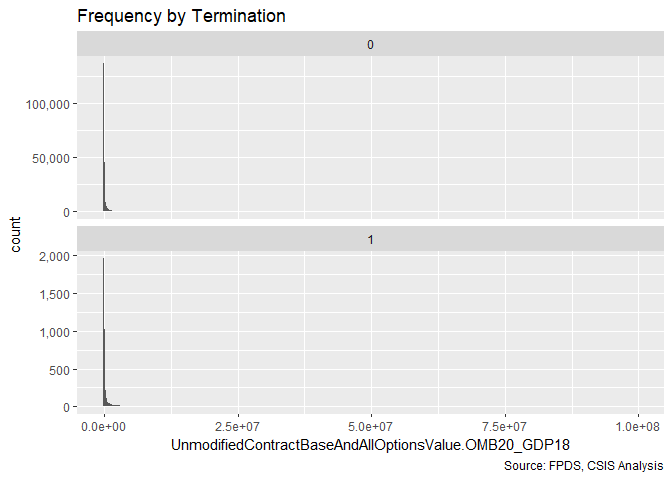 Frequency by Termination
0
100,000
50,000
0
1
2,000
1,500
1,000
500
0
count
0.0e+00 2.5e+07 5.0e+07 7.5e+07 1.0e+08
UnmodifiedContractBaseAndAllOptionsValue.OMB20_GDP18
Source: FPDS, CSIS Analysis